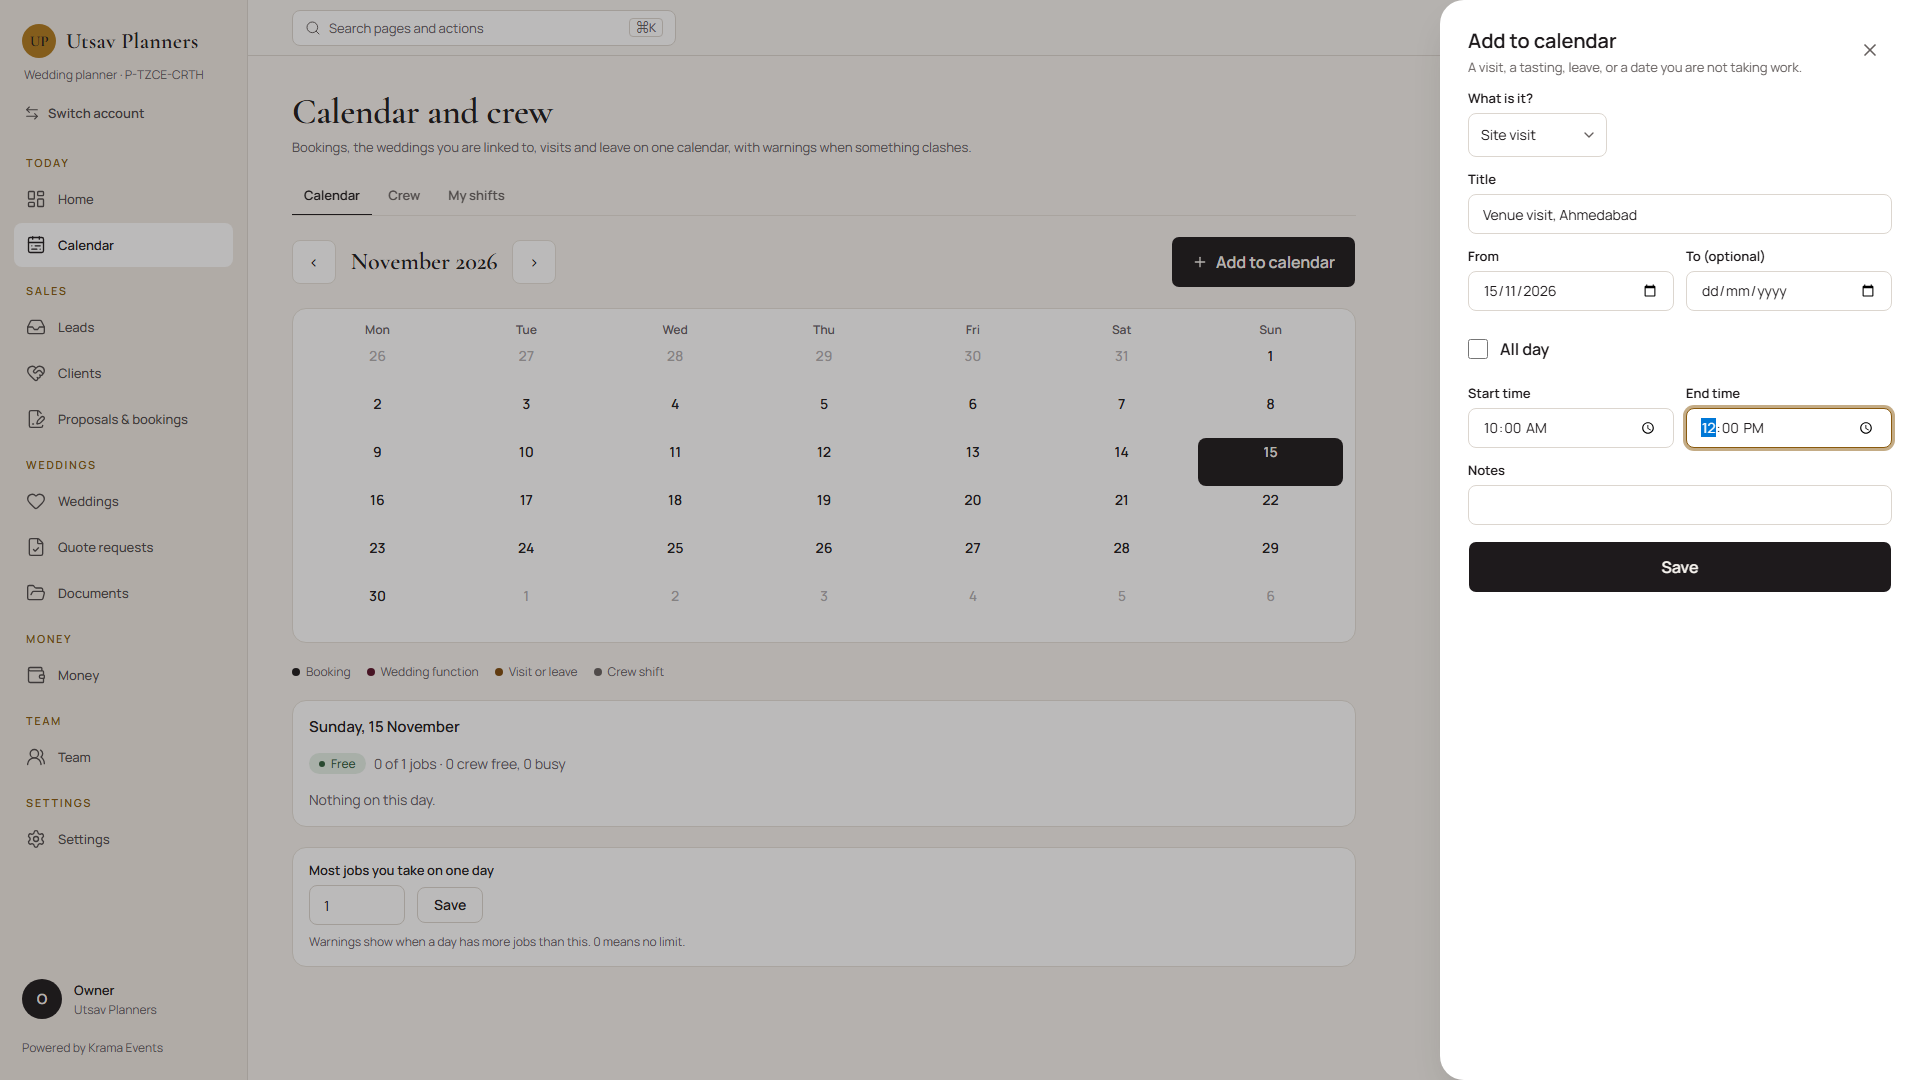 UP Utsav Planners
Wedding planner · P-TZCE-CRTH
Switch account
TODAY
Home
Calendar
SALES
Leads
Clients
Proposals & bookings
WEDDINGS
Weddings
Quote requests
Documents
MONEY
Money
TEAM
Team
SETTINGS
Settings
O Owner
Utsav Planners
Powered by Krama Events
Search pages and actions ⌘K
Calendar and crew
Bookings, the weddings you are linked to, visits and leave on one calendar, with warnings when something clashes.
Calendar Crew My shifts
‹ November 2026 ›
+ Add to calendar
Mon Tue Wed Thu Fri Sat Sun
26 27 28 29 30 31 1
2 3 4 5 6 7 8
9 10 11 12 13 14 15
16 17 18 19 20 21 22
23 24 25 26 27 28 29
30 1 2 3 4 5 6
Booking Wedding function Visit or leave Crew shift
Sunday, 15 November
Free 0 of 1 jobs · 0 crew free, 0 busy
Nothing on this day.
Most jobs you take on one day
1 Save
Warnings show when a day has more jobs than this. 0 means no limit.
Add to calendar
A visit, a tasting, leave, or a date you are not taking work.
What is it?
Site visit
Title
Venue visit, Ahmedabad
From To (optional)
15/11/2026 dd/mm/yyyy
All day
Start time End time
10:00 AM 12:00 PM
Notes
Save